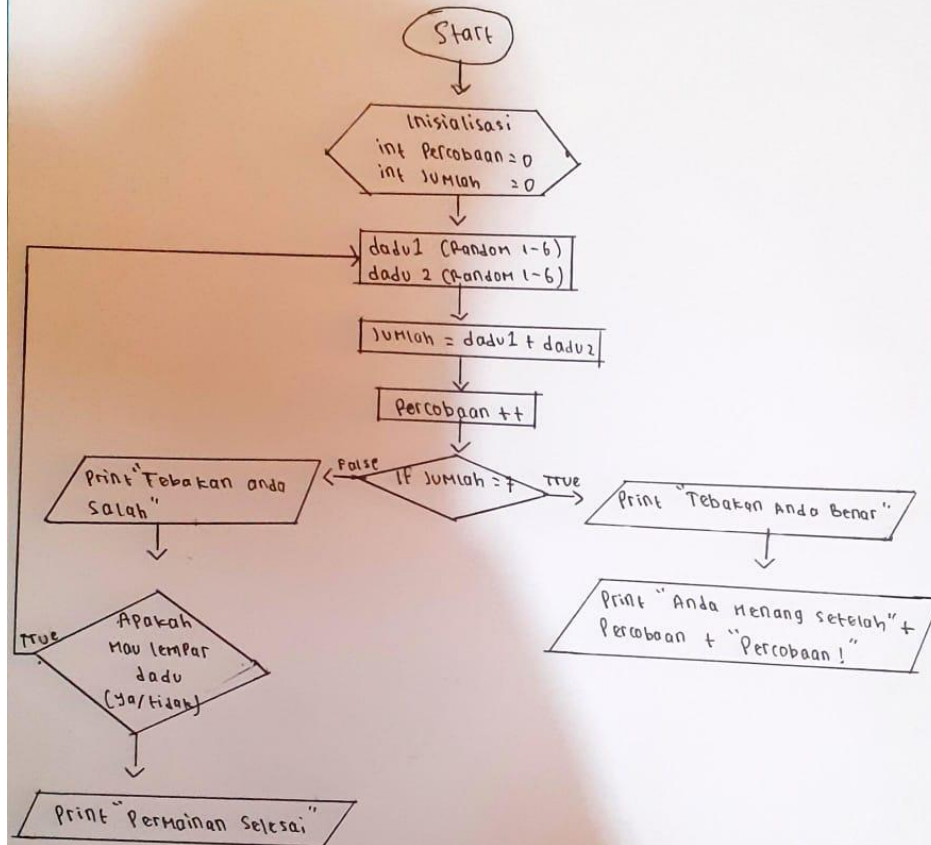 Start
Inisialisasi
int Percobaan = 0
int Jumlah = 0
dadu1 (Random 1-6)
dadu 2 (Random 1-6)
Jumlah = dadu1 + dadu2
Percobaan ++
if Jumlah = 7
False
True
Print "Tebakan anda
Salah"
Print "Tebakan Anda Benar"
Print "Anda Menang setelah" +
Percobaan + "Percobaan!"
True
Apakah
Mau lempar
dadu
(ya/tidak)
Print "Permainan Selesai"